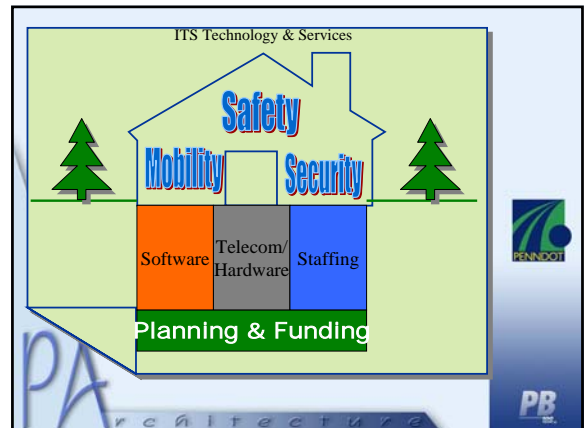 ITS Technology & Services
Safety
Mobility
Security
Software
Telecom/
Hardware
Staffing
Planning & Funding
PENNDOT
PA rchitecture
PB